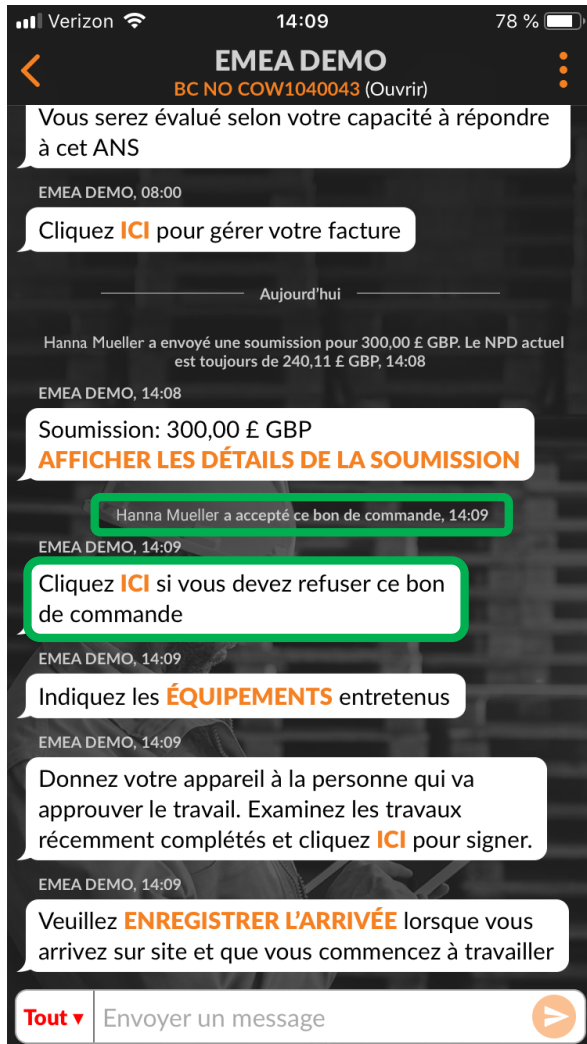 Verizon 14:09 78 %
EMEA DEMO
BC NO COW1040043 (Ouvrir)
Vous serez évalué selon votre capacité à répondre
à cet ANS
EMEA DEMO, 08:00
Cliquez ICI pour gérer votre facture
Aujourd'hui
Hanna Mueller a envoyé une soumission pour 300,00 £ GBP. Le NPD actuel
est toujours de 240,11 £ GBP, 14:08
EMEA DEMO, 14:08
Soumission: 300,00 £ GBP
AFFICHER LES DÉTAILS DE LA SOUMISSION
Hanna Mueller a accepté ce bon de commande, 14:09
EMEA DEMO, 14:09
Cliquez ICI si vous devez refuser ce bon
de commande
EMEA DEMO, 14:09
Indiquez les ÉQUIPEMENTS entretenus
EMEA DEMO, 14:09
Donnez votre appareil à la personne qui va
approuver le travail. Examinez les travaux
récemment complétés et cliquez ICI pour signer.
EMEA DEMO, 14:09
Veuillez ENREGISTRER L'ARRIVÉE lorsque vous
arrivez sur site et que vous commencez à travailler
Tout ▾ Envoyer un message